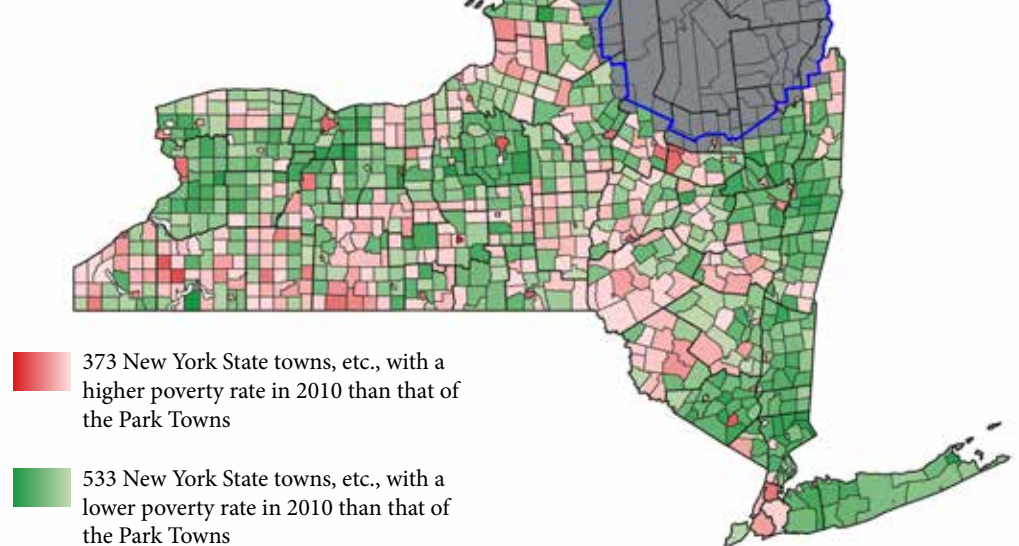 373 New York State towns, etc., with a
higher poverty rate in 2010 than that of
the Park Towns
533 New York State towns, etc., with a
lower poverty rate in 2010 than that of
the Park Towns